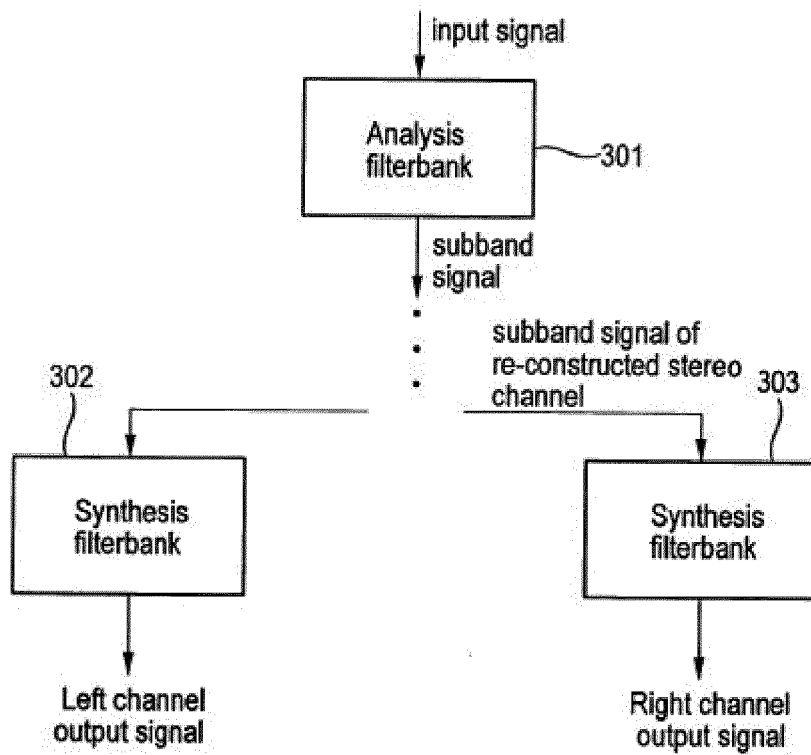 input signal
Analysis
filterbank
301
subband
signal
subband signal of
re-constructed stereo
channel
302
303
Synthesis
filterbank
Synthesis
filterbank
Left channel
output signal
Right channel
output signal